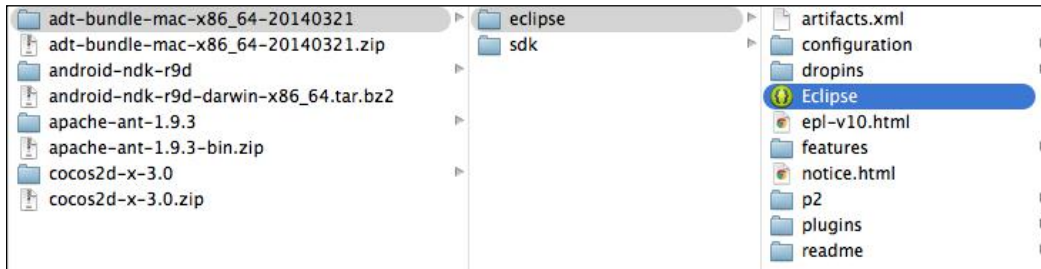 adt-bundle-mac-x86_64-20140321
adt-bundle-mac-x86_64-20140321.zip
android-ndk-r9d
android-ndk-r9d-darwin-x86_64.tar.bz2
apache-ant-1.9.3
apache-ant-1.9.3-bin.zip
cocos2d-x-3.0
cocos2d-x-3.0.zip
eclipse
sdk
artifacts.xml
configuration
dropins
Eclipse
epl-v10.html
features
notice.html
p2
plugins
readme